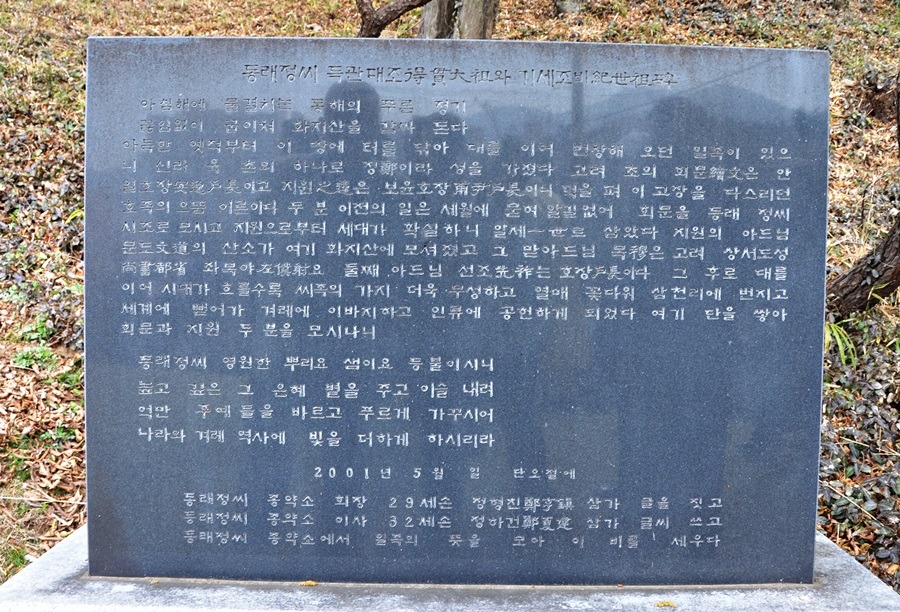 동래정씨 득관대조得貫大祖와 기세조비紀世祖碑
아침해에 물결치는 동해의 푸른 정기
끊임없이 굽이쳐 화지산을 감싸 돈다
아득한 옛적부터 이 땅에 터를 닦아 대를 이어 번창해 오던 일족이 있으
니 신라 육 촌의 하나로 정鄭이라 성을 가졌다 고려 초의 회문繪文은 안
일호장安逸戶長이고 지원之遠은 보윤호장甫尹戶長이니 덕을 펴 이 고장을 다스리던
호족의 으뜸 어른이다 두 분 이전의 일은 세월에 묻혀 알길없어 회문을 동래 정씨
시조로 모시고 지원으로부터 세대가 확실하니 일세一世로 삼았다 지원의 아드님
문도文道의 산소가 여기 화지산에 모셔졌고 그 맏아드님 목穆은 고려 상서도성
尙書都省 좌복야左僕射요 둘째 아드님 선조先祚는 호장戶長이다 그 후로 대를
이어 시대가 흐를수록 씨족의 가지 더욱 무성하고 열매 꽃다워 삼천리에 번지고
세계에 뻗어가 겨레에 이바지하고 인류에 공헌하게 되었다 여기 단을 쌓아
회문과 지원 두 분을 모시나니
동래정씨 영원한 뿌리요 샘이요 등불이시니
높고 깊은 그 은혜 볕을 주고 이슬 내려
억만 후예들을 바르고 푸르게 가꾸시어
나라와 겨레 역사에 빛을 더하게 하시리라
2001년 5월 일 단오절에
동래정씨 종약소 회장 29세손 정형진鄭亨鎭 삼가 글을 짓고
동래정씨 종약소 이사 32세손 정하건鄭夏建 삼가 글씨 쓰고
동래정씨 종약소에서 일족의 뜻을 모아 이 비를 세우다